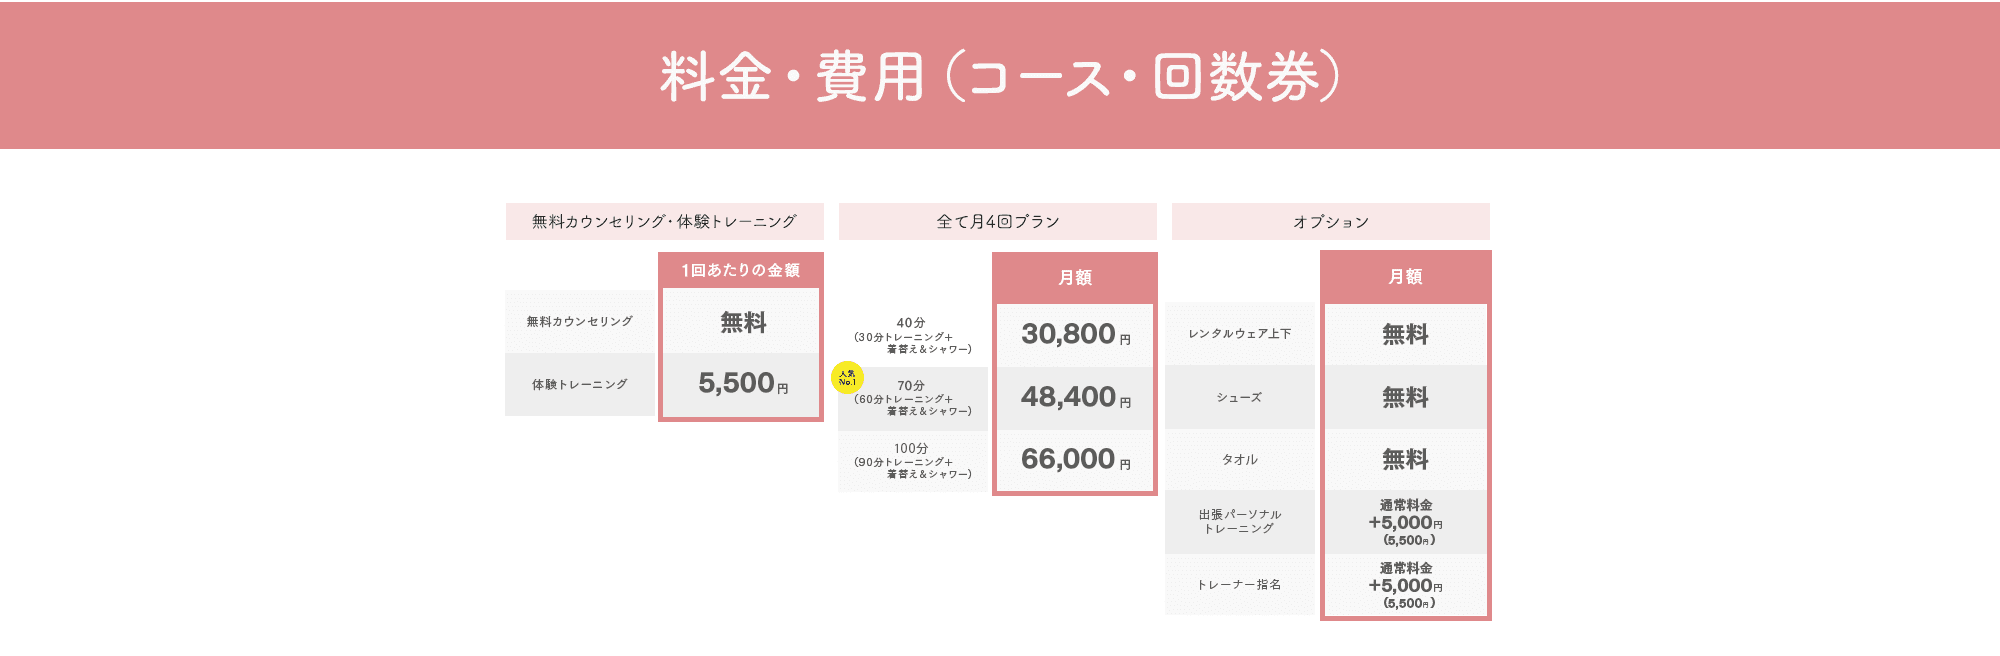 料金・費用（コース・回数券）
無料カウンセリング・体験トレーニング
1回あたりの金額
無料カウンセリング
無料
体験トレーニング
5,500円
全て月4回プラン
月額
40分
（30分トレーニング＋
着替え＆シャワー）
30,800円
人気
No.1
70分
（60分トレーニング＋
着替え＆シャワー）
48,400円
100分
（90分トレーニング＋
着替え＆シャワー）
66,000円
オプション
月額
レンタルウェア上下
無料
シューズ
無料
タオル
無料
出張パーソナル
トレーニング
通常料金
+5,000円
（5,500円）
トレーナー指名
通常料金
+5,000円
（5,500円）